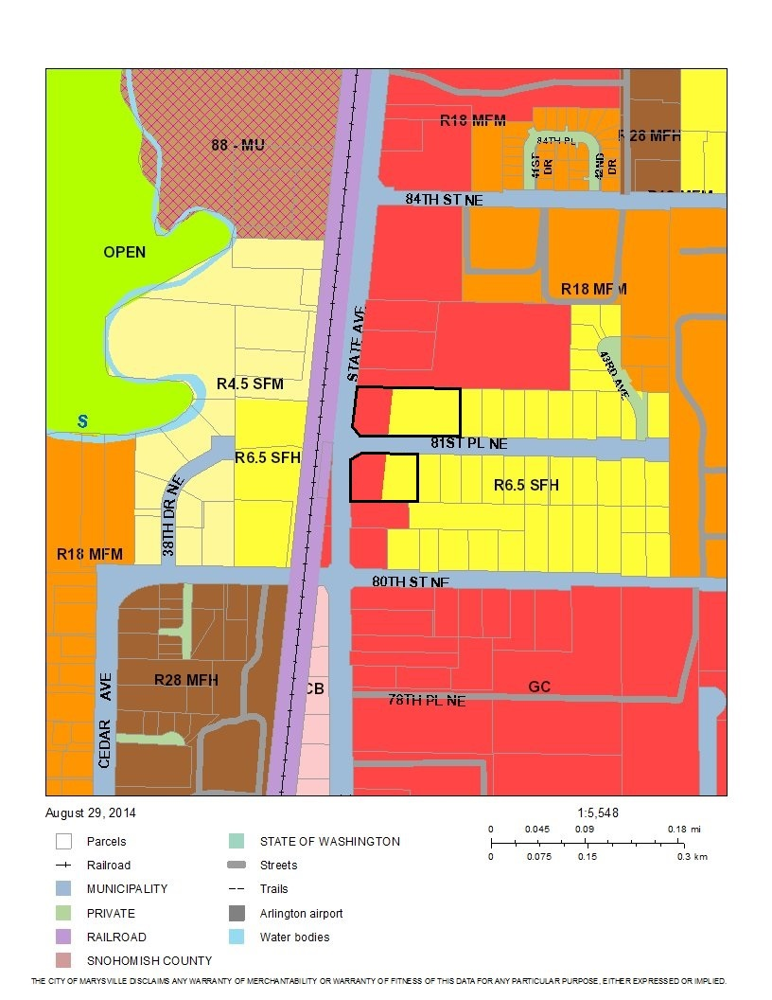 R18 MFM
88 - MU
84TH PL
28 MFH
41ST
DR
42ND
DR
84TH ST NE
OPEN
R18 MFM
STATE AVE
43RD AVE
R4.5 SFM
S
81ST PL NE
R6.5 SFH
R6.5 SFH
38TH DR NE
R18 MFM
80TH ST NE
R28 MFH
CEDAR AVE
CB
GC
78TH PL NE
August 29, 2014
1:5,548
0 0.045 0.09 0.18 mi
0 0.075 0.15 0.3 km
Parcels
Railroad
MUNICIPALITY
PRIVATE
RAILROAD
SNOHOMISH COUNTY
STATE OF WASHINGTON
Streets
Trails
Arlington airport
Water bodies
THE CITY OF MARYSVILLE DISCLAIMS ANY WARRANTY OF MERCHANTABILITY OR WARRANTY OF FITNESS OF THIS DATA FOR ANY PARTICULAR PURPOSE, EITHER EXPRESSED OR IMPLIED.